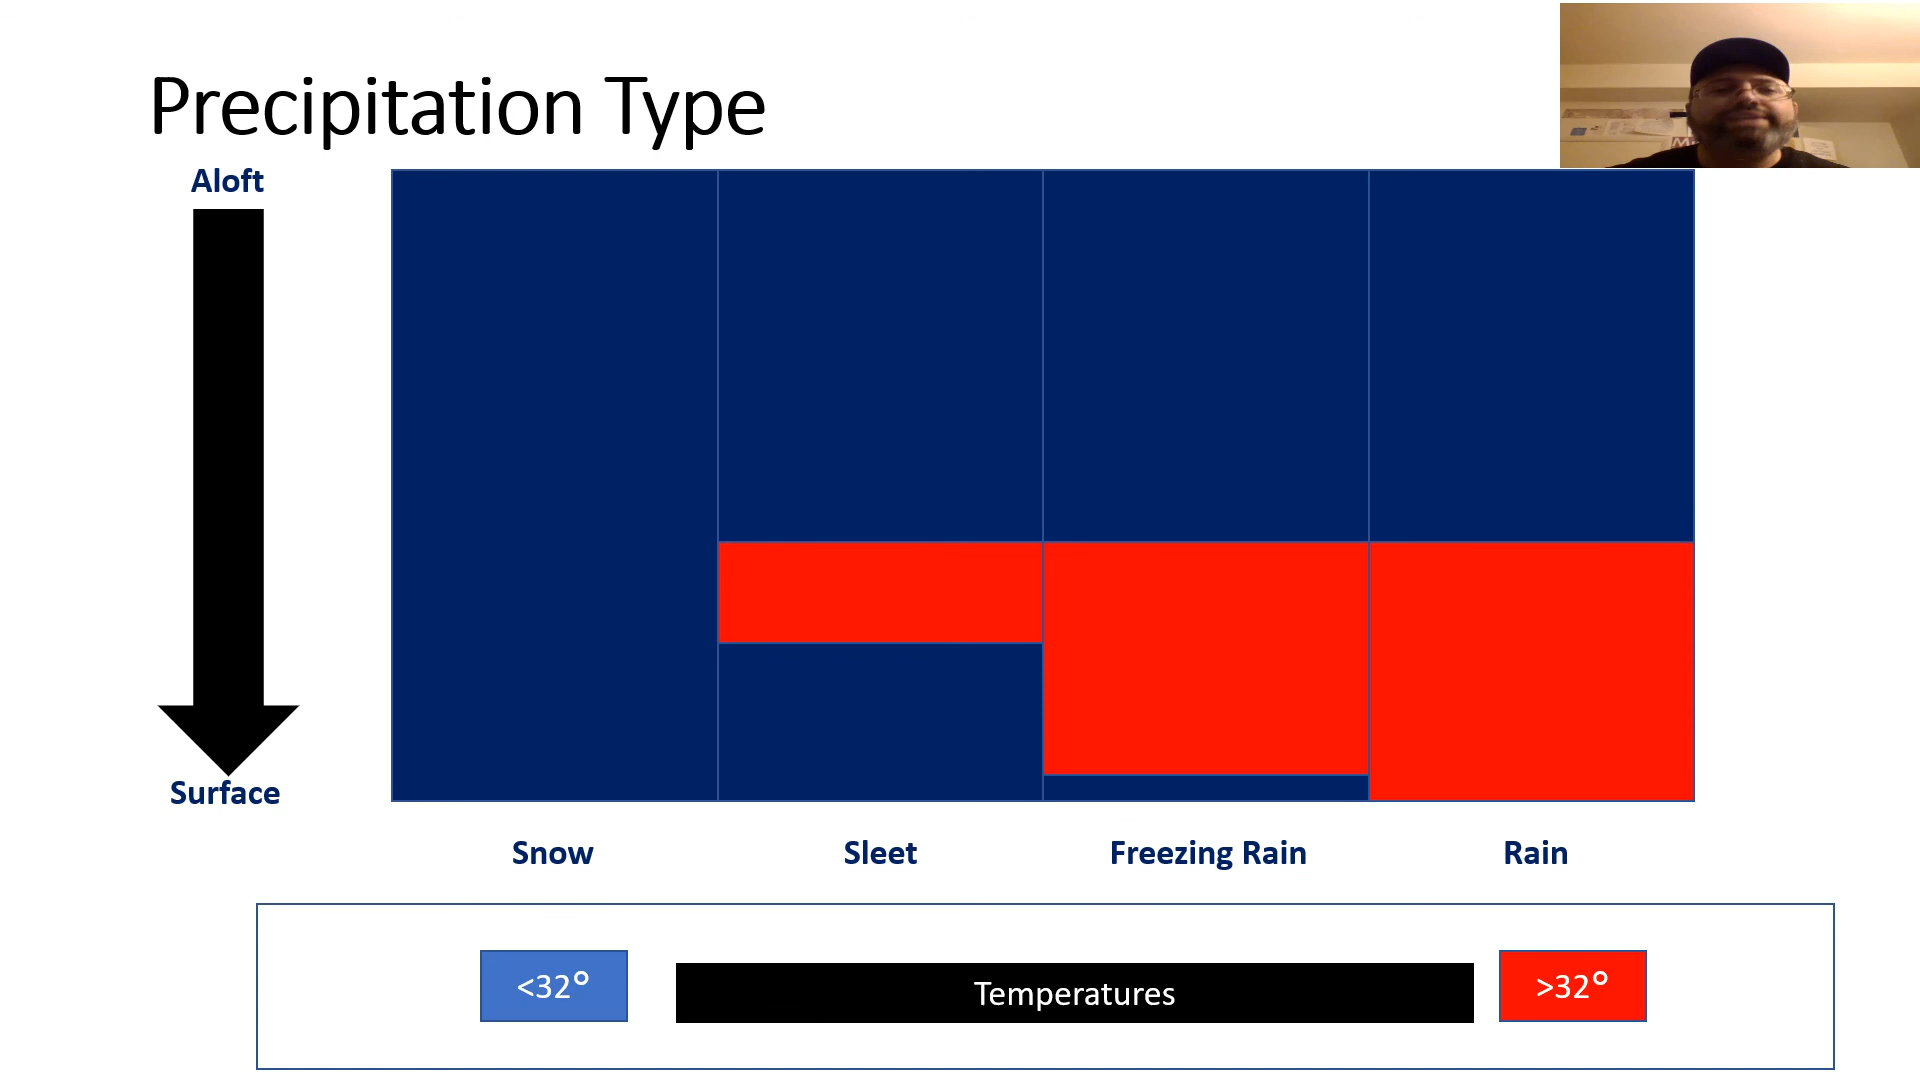 Precipitation Type
Aloft
Surface
Snow
Sleet
Freezing Rain
Rain
<32°
Temperatures
>32°